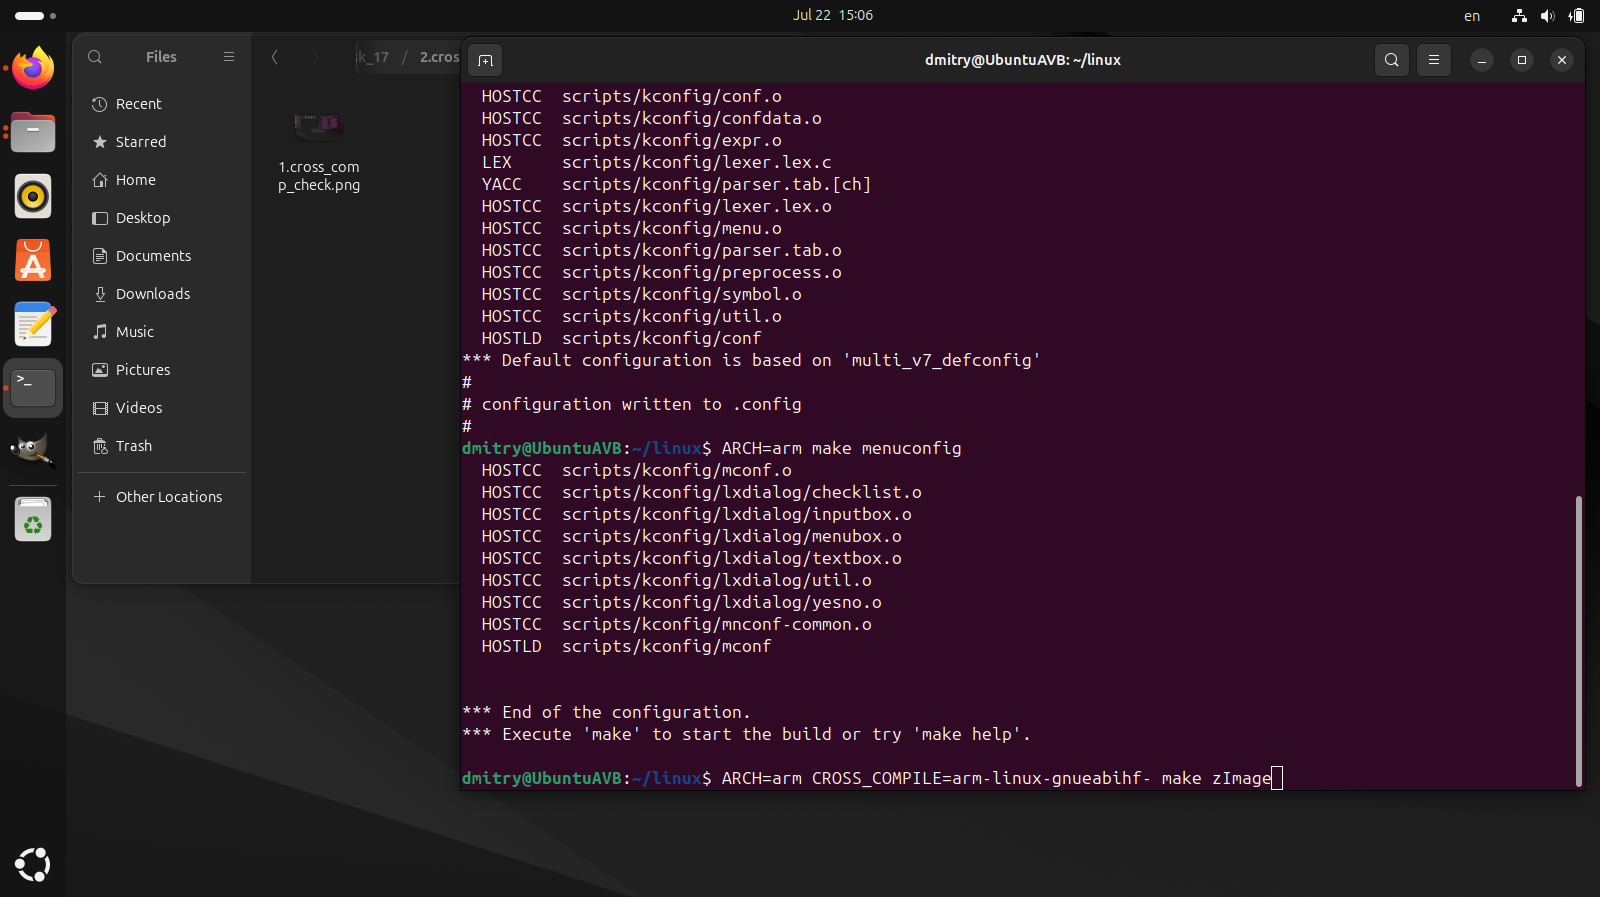 Jul 22 15:06
en
Files
k_17 / 2.cros
Recent
Starred
Home
Desktop
Documents
Downloads
Music
Pictures
Videos
Trash
Other Locations
1.cross_com
p_check.png
dmitry@UbuntuAVB: ~/linux
HOSTCC scripts/kconfig/conf.o
HOSTCC scripts/kconfig/confdata.o
HOSTCC scripts/kconfig/expr.o
LEX scripts/kconfig/lexer.lex.c
YACC scripts/kconfig/parser.tab.[ch]
HOSTCC scripts/kconfig/lexer.lex.o
HOSTCC scripts/kconfig/menu.o
HOSTCC scripts/kconfig/parser.tab.o
HOSTCC scripts/kconfig/preprocess.o
HOSTCC scripts/kconfig/symbol.o
HOSTCC scripts/kconfig/util.o
HOSTLD scripts/kconfig/conf
*** Default configuration is based on 'multi_v7_defconfig'
#
# configuration written to .config
#
dmitry@UbuntuAVB:~/linux$ ARCH=arm make menuconfig
HOSTCC scripts/kconfig/mconf.o
HOSTCC scripts/kconfig/lxdialog/checklist.o
HOSTCC scripts/kconfig/lxdialog/inputbox.o
HOSTCC scripts/kconfig/lxdialog/menubox.o
HOSTCC scripts/kconfig/lxdialog/textbox.o
HOSTCC scripts/kconfig/lxdialog/util.o
HOSTCC scripts/kconfig/lxdialog/yesno.o
HOSTCC scripts/kconfig/mnconf-common.o
HOSTLD scripts/kconfig/mconf
*** End of the configuration.
*** Execute 'make' to start the build or try 'make help'.
dmitry@UbuntuAVB:~/linux$ ARCH=arm CROSS_COMPILE=arm-linux-gnueabihf- make zImage